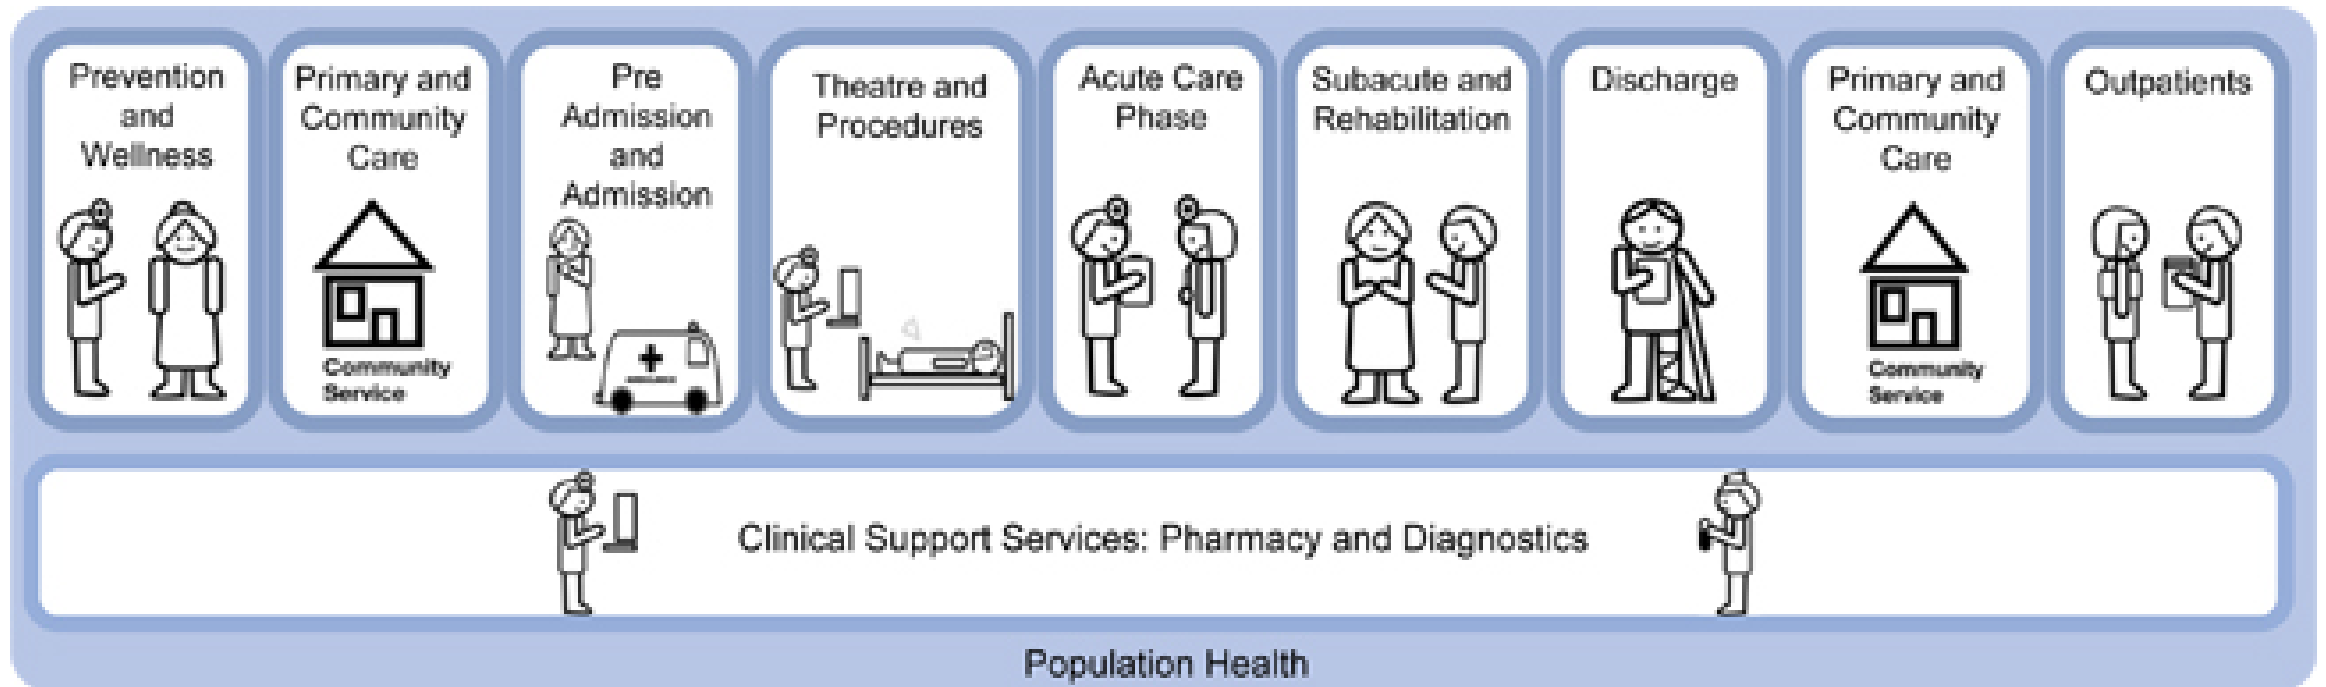 Prevention
and
Wellness
Primary and
Community
Care
Community
Service
Pre
Admission
and
Admission
Theatre and
Procedures
Acute Care
Phase
Subacute and
Rehabilitation
Discharge
Primary and
Community
Care
Community
Service
Outpatients
Clinical Support Services: Pharmacy and Diagnostics
Population Health